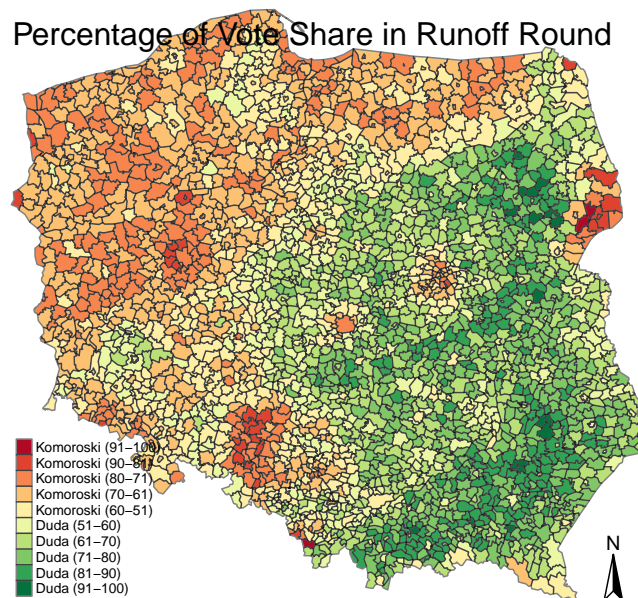 Percentage of Vote Share in Runoff Round
Komoroski (91–100)
Komoroski (90–81)
Komoroski (80–71)
Komoroski (70–61)
Komoroski (60–51)
Duda (51–60)
Duda (61–70)
Duda (71–80)
Duda (81–90)
Duda (91–100)
N